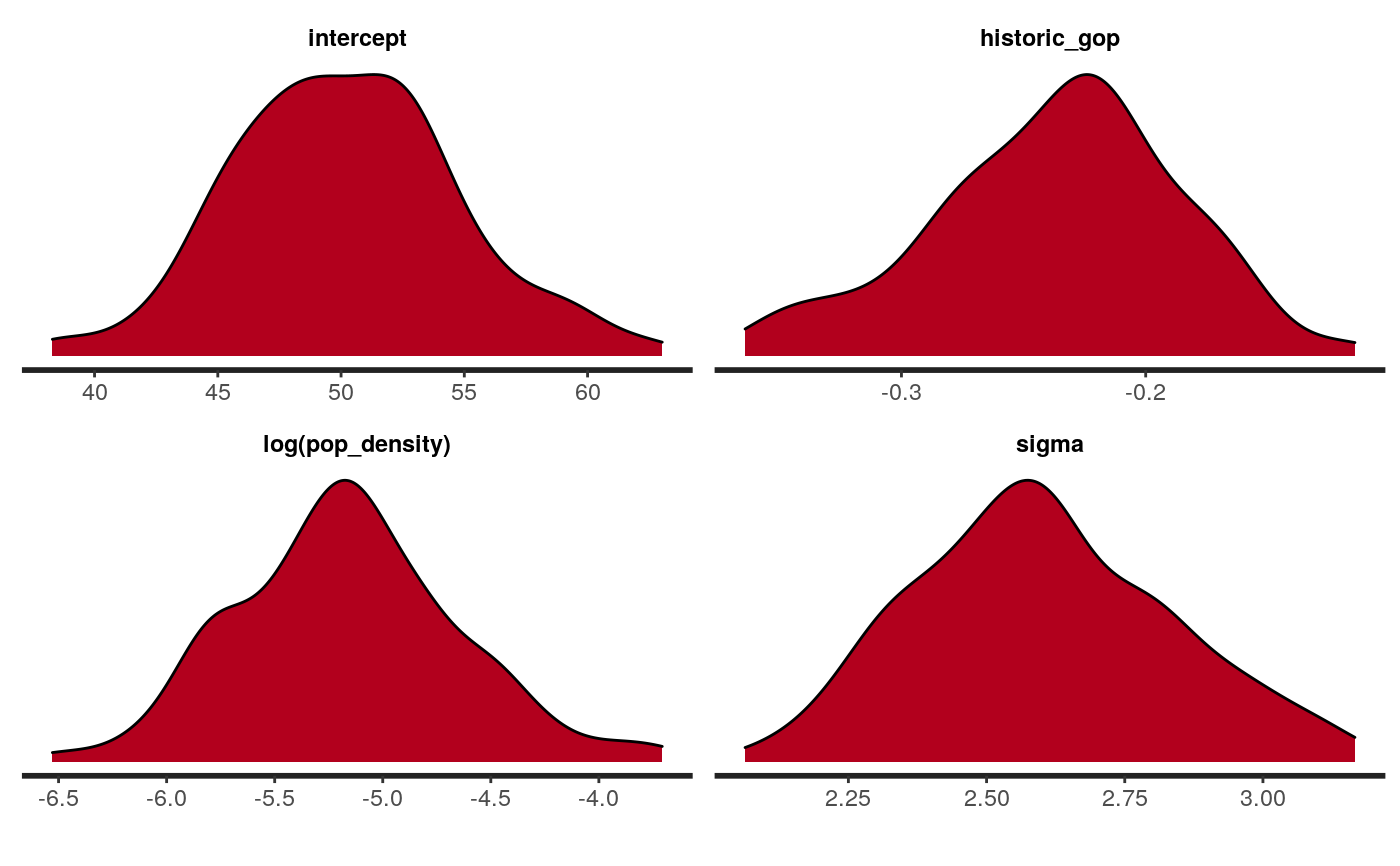 intercept
historic_gop
40 45 50 55 60
-0.3 -0.2
log(pop_density)
sigma
-6.5 -6.0 -5.5 -5.0 -4.5 -4.0
2.25 2.50 2.75 3.00